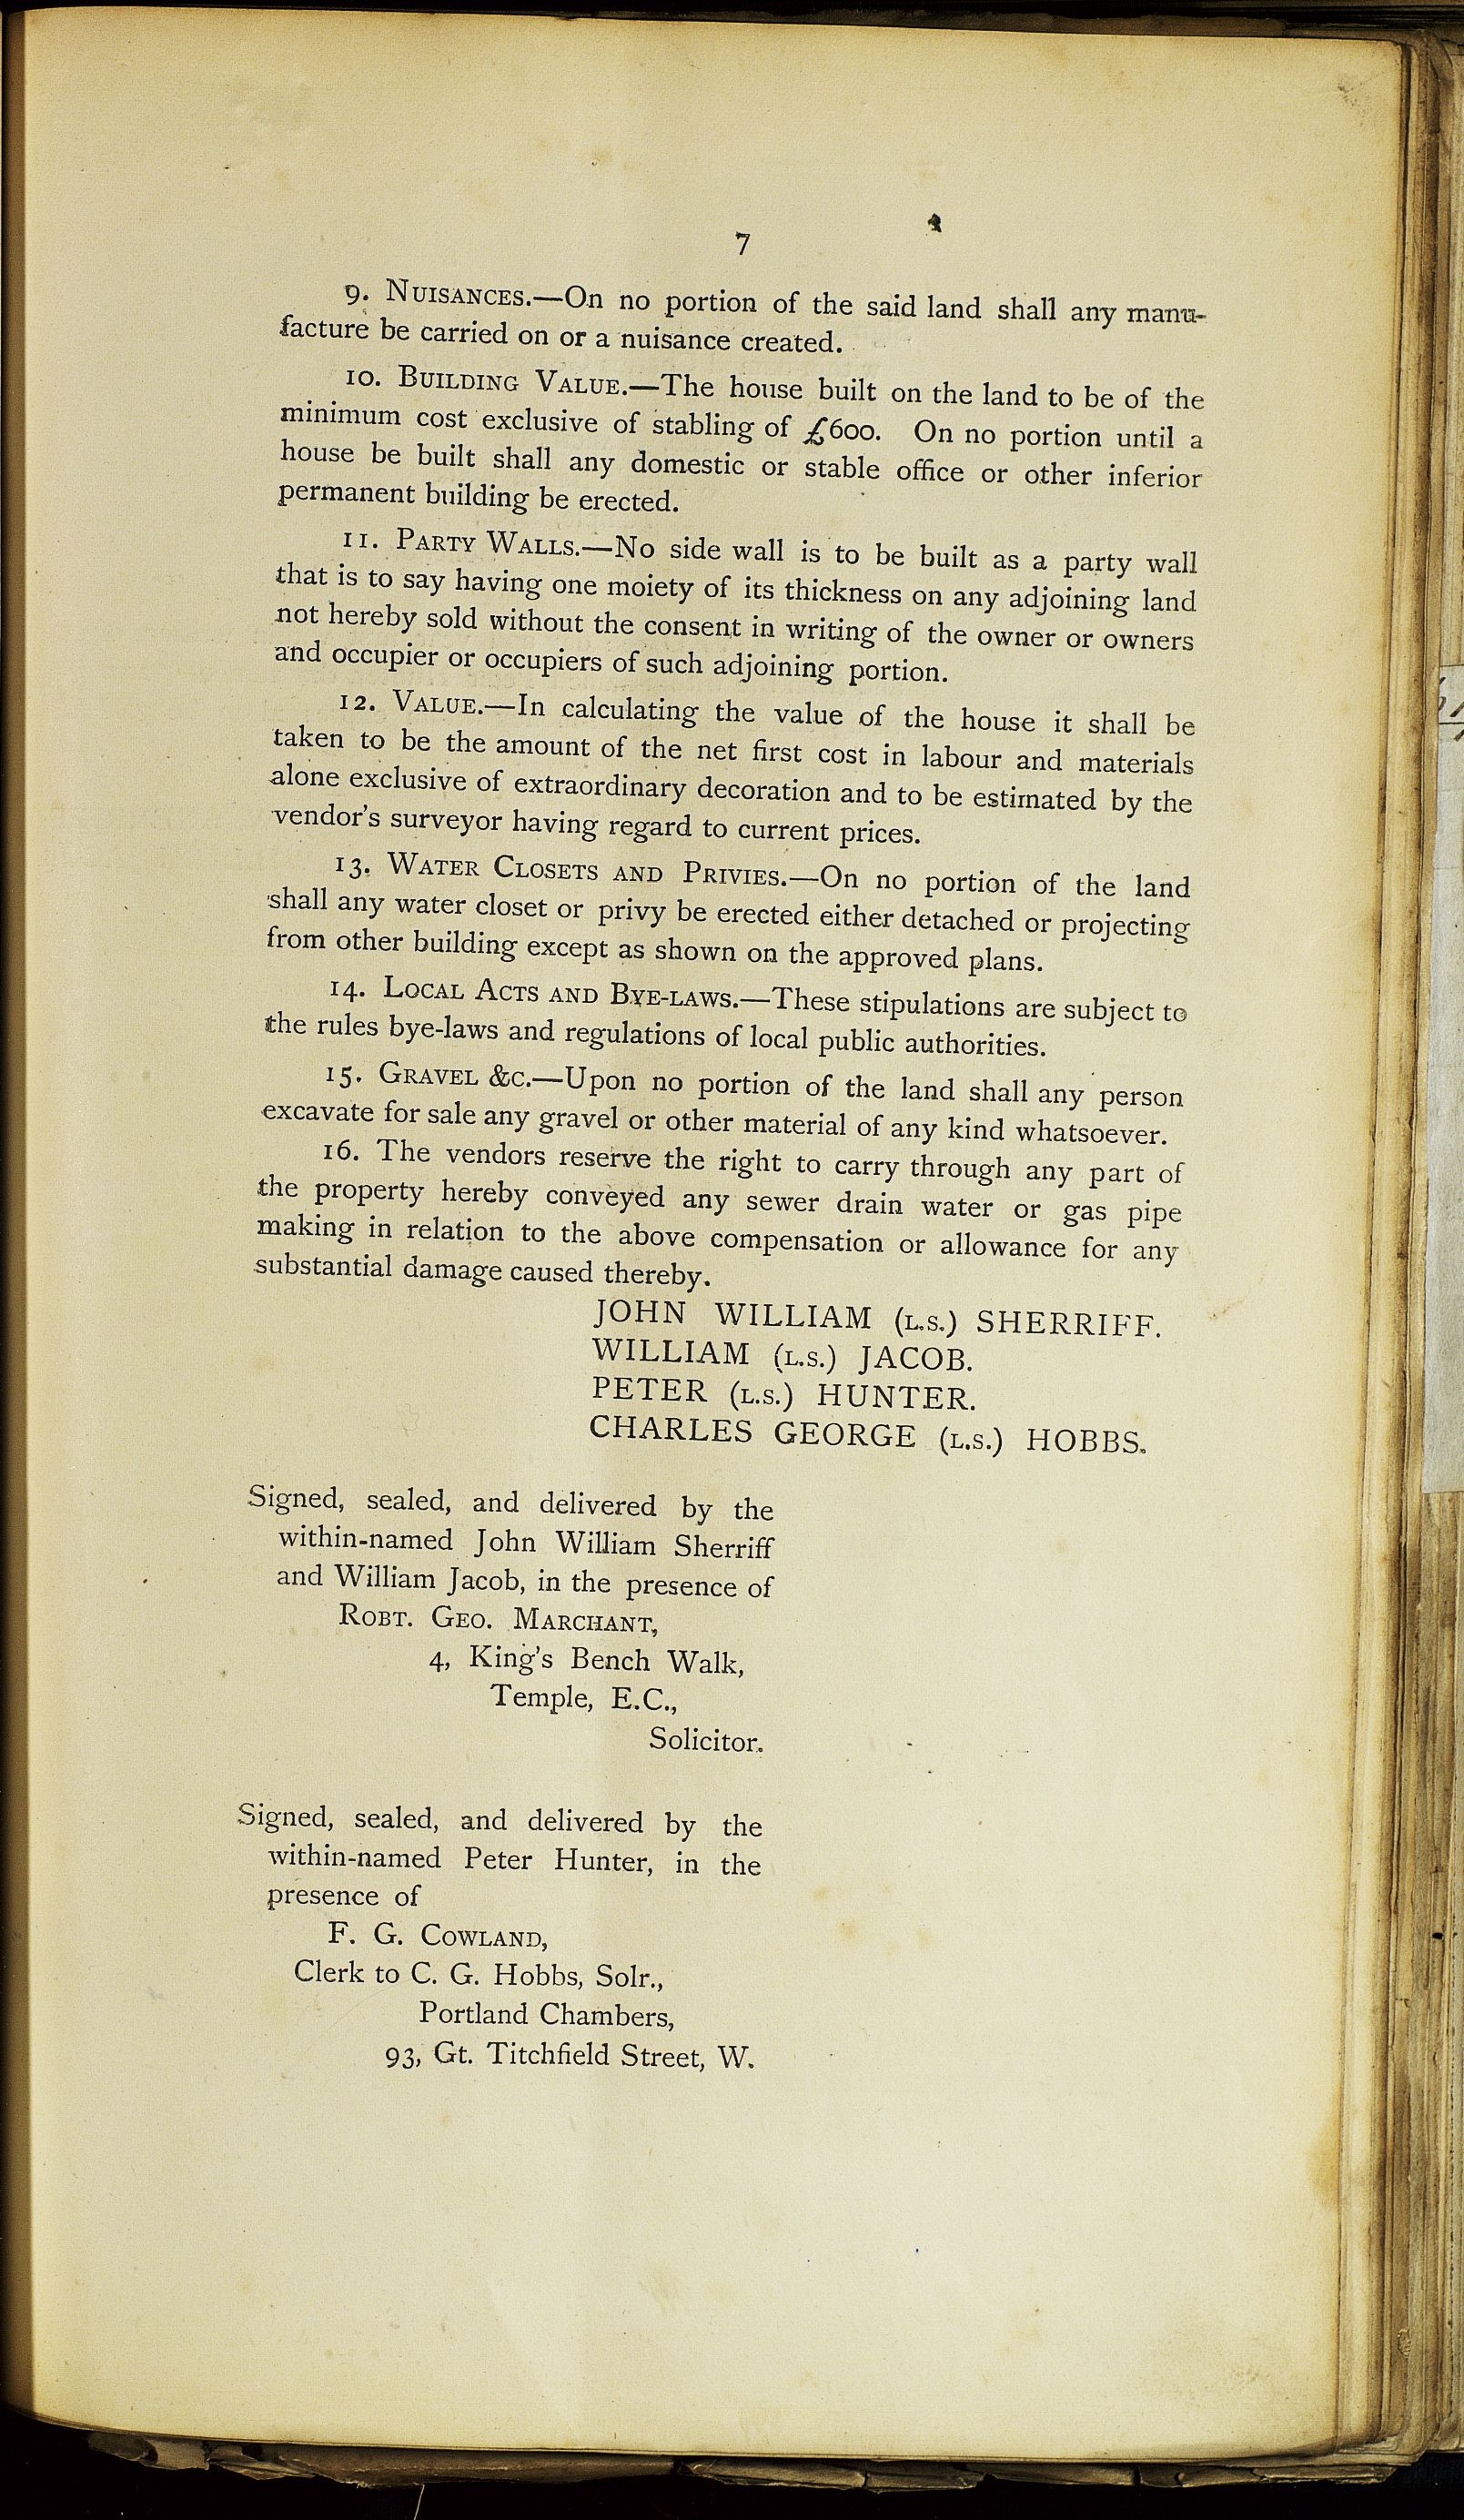 7
9. NUISANCES.—On no portion of the said land shall any manu-
facture be carried on or a nuisance created.
10. BUILDING VALUE.—The house built on the land to be of the
minimum cost exclusive of stabling of £600. On no portion until a
house be built shall any domestic or stable office or other inferior
permanent building be erected.
11. PARTY WALLS.—No side wall is to be built as a party wall
that is to say having one moiety of its thickness on any adjoining land
not hereby sold without the consent in writing of the owner or owners
and occupier or occupiers of such adjoining portion.
12. VALUE.—In calculating the value of the house it shall be
taken to be the amount of the net first cost in labour and materials
alone exclusive of extraordinary decoration and to be estimated by the
vendor's surveyor having regard to current prices.
13. WATER CLOSETS AND PRIVIES.—On no portion of the land
shall any water closet or privy be erected either detached or projecting
from other building except as shown on the approved plans.
14. LOCAL ACTS AND BYE-LAWS.—These stipulations are subject to
the rules bye-laws and regulations of local public authorities.
15. GRAVEL &C.—Upon no portion of the land shall any person
excavate for sale any gravel or other material of any kind whatsoever.
16. The vendors reserve the right to carry through any part of
the property hereby conveyed any sewer drain water or gas pipe
making in relation to the above compensation or allowance for any
substantial damage caused thereby.
JOHN WILLIAM (L.S.) SHERRIFF.
WILLIAM (L.S.) JACOB.
PETER (L.S.) HUNTER.
CHARLES GEORGE (L.S.) HOBBS.
Signed, sealed, and delivered by the
within-named John William Sherriff
and William Jacob, in the presence of
ROBT. GEO. MARCHANT,
4, King's Bench Walk,
Temple, E.C.,
Solicitor.
Signed, sealed, and delivered by the
within-named Peter Hunter, in the
presence of
F. G. COWLAND,
Clerk to C. G. Hobbs, Solr.,
Portland Chambers,
93, Gt. Titchfield Street, W.